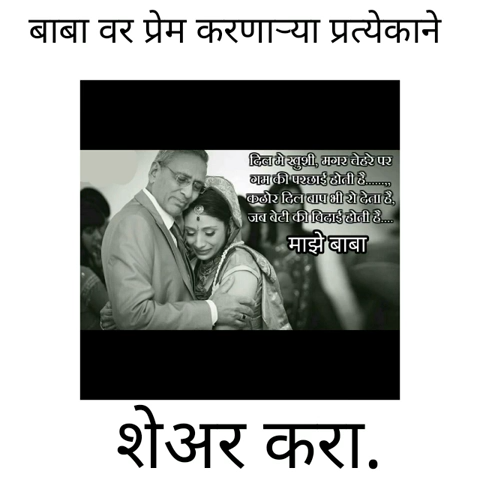 बाबा वर प्रेम करणाऱ्या प्रत्येकाने
दिल मे खुशी, मगर चेहरे पर
गम की परछाई होती है.......,,
कठोर दिल बाप भी रो देता है,
जब बेटी की विदाई होती है....
माझे बाबा
शेअर करा.